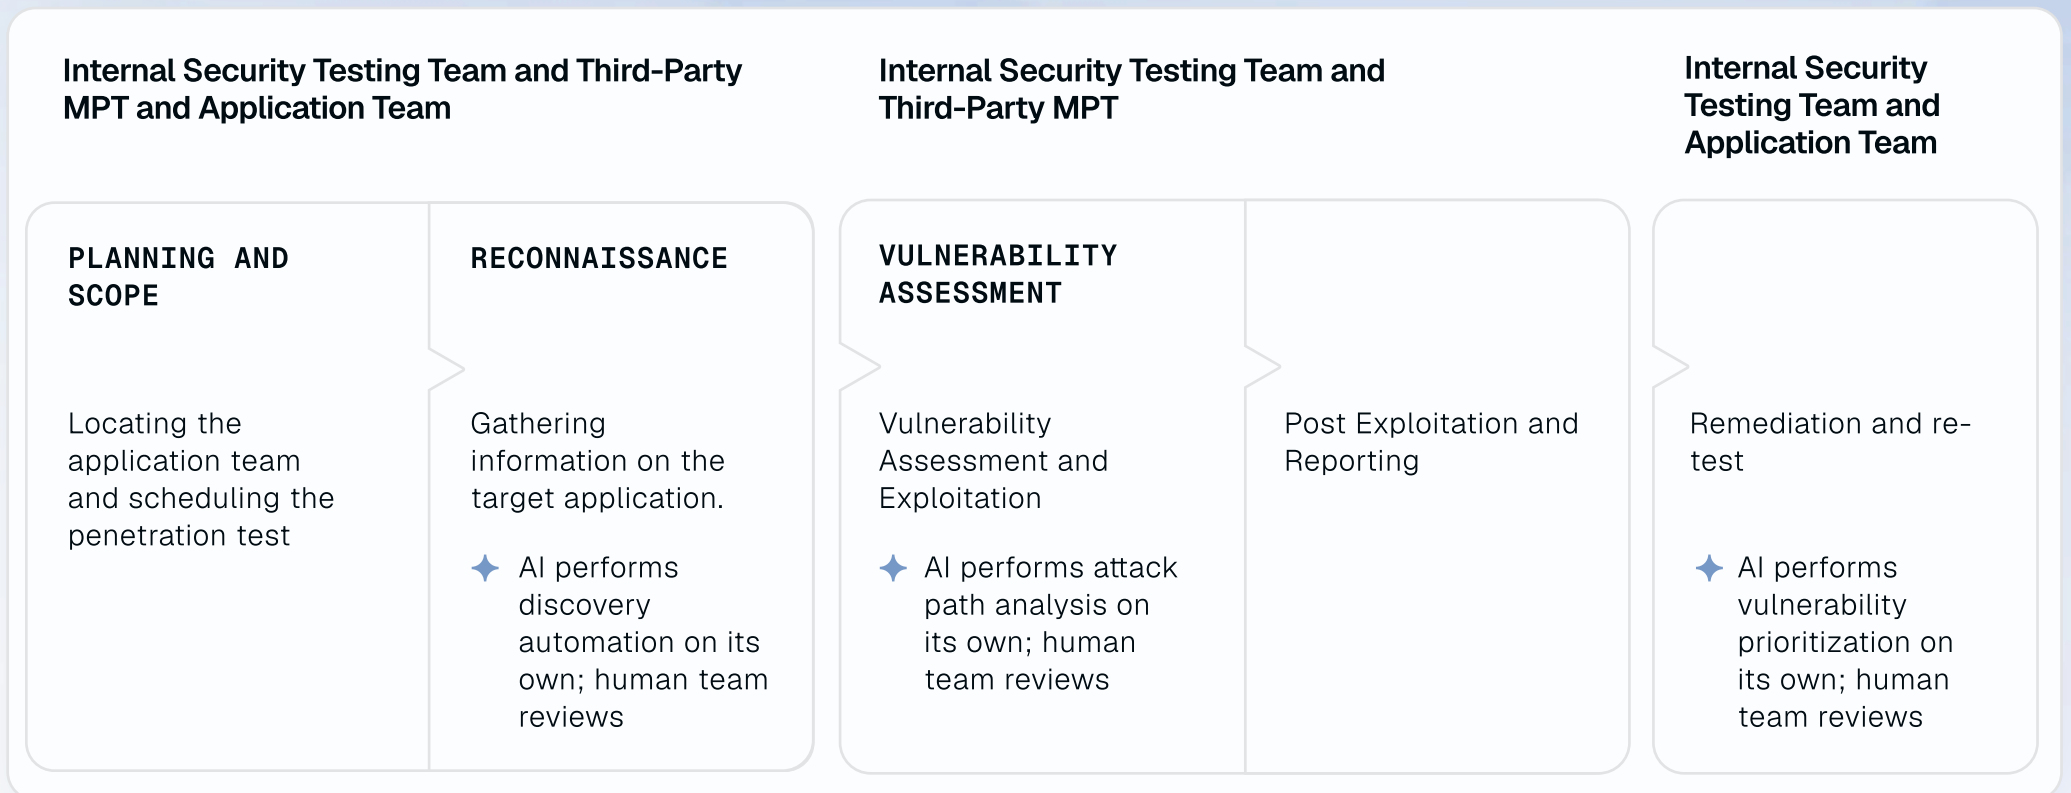 Internal Security Testing Team and Third-Party
MPT and Application Team
Internal Security Testing Team and
Third-Party MPT
Internal Security
Testing Team and
Application Team
PLANNING AND
SCOPE
Locating the
application team
and scheduling the
penetration test
RECONNAISSANCE
Gathering
information on the
target application.
AI performs
discovery
automation on its
own; human team
reviews
VULNERABILITY
ASSESSMENT
Vulnerability
Assessment and
Exploitation
AI performs attack
path analysis on
its own; human
team reviews
Post Exploitation and
Reporting
Remediation and re-
test
AI performs
vulnerability
prioritization on
its own; human
team reviews